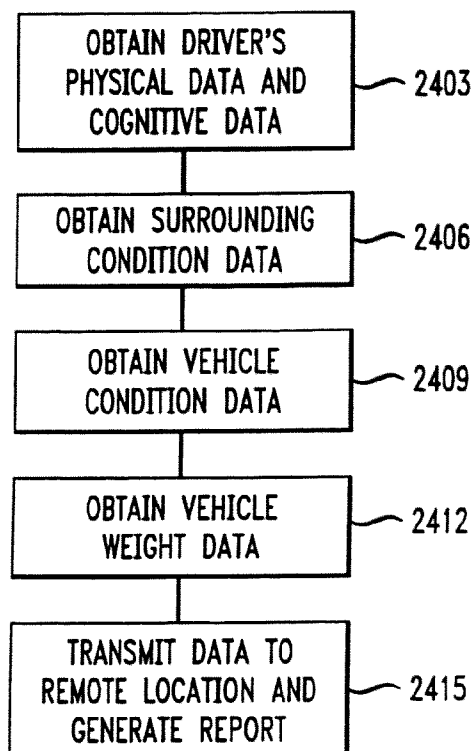 OBTAIN DRIVER'S
PHYSICAL DATA AND
COGNITIVE DATA
2403
OBTAIN SURROUNDING
CONDITION DATA
2406
OBTAIN VEHICLE
CONDITION DATA
2409
OBTAIN VEHICLE
WEIGHT DATA
2412
TRANSMIT DATA TO
REMOTE LOCATION AND
GENERATE REPORT
2415